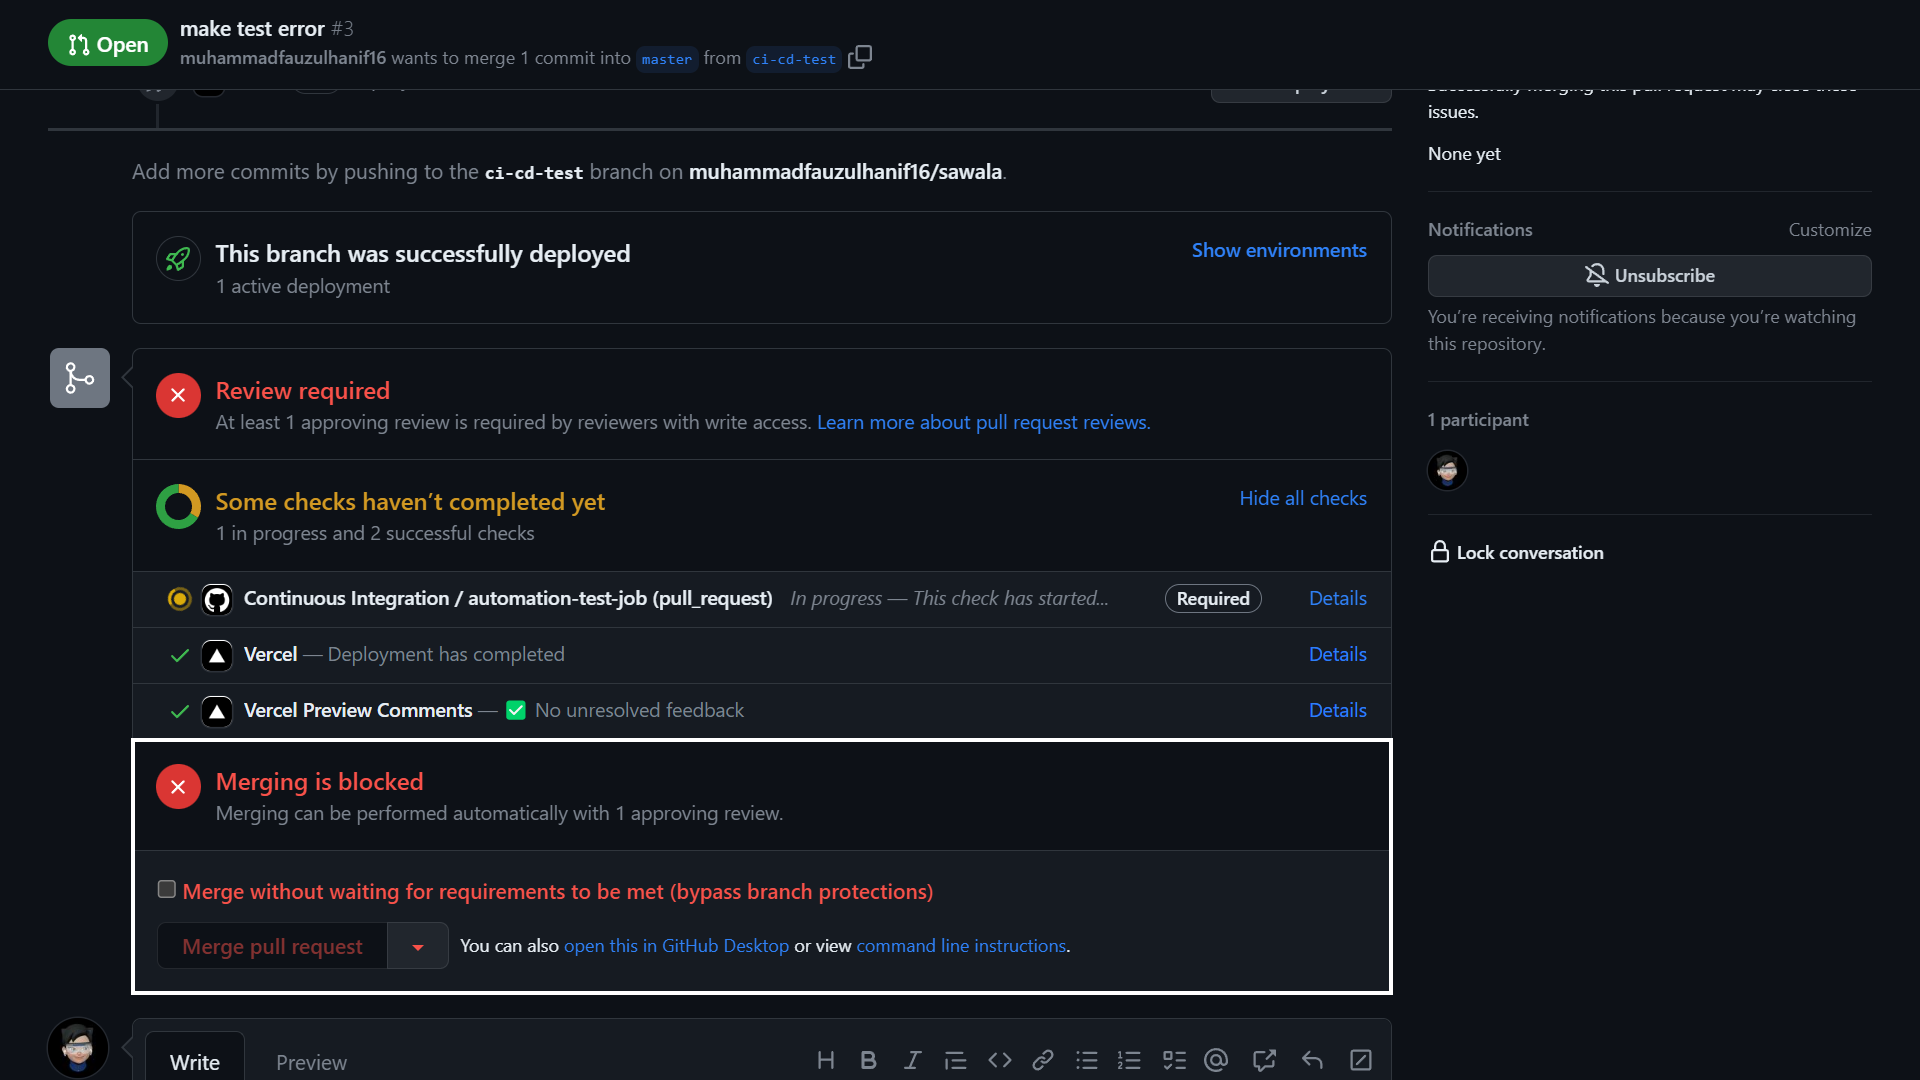 Open
make test error #3
muhammadfauzulhanif16 wants to merge 1 commit into master from ci-cd-test
Successfully merging this pull request may close these
issues.
None yet
Add more commits by pushing to the ci-cd-test branch on muhammadfauzulhanif16/sawala.
This branch was successfully deployed
Show environments
1 active deployment
Notifications
Customize
Unsubscribe
You’re receiving notifications because you’re watching
this repository.
Review required
At least 1 approving review is required by reviewers with write access. Learn more about pull request reviews.
1 participant
Some checks haven’t completed yet
Hide all checks
1 in progress and 2 successful checks
Lock conversation
Continuous Integration / automation-test-job (pull_request) In progress — This check has started... Required Details
Vercel — Deployment has completed Details
Vercel Preview Comments — ✅ No unresolved feedback Details
Merging is blocked
Merging can be performed automatically with 1 approving review.
Merge without waiting for requirements to be met (bypass branch protections)
Merge pull request
You can also open this in GitHub Desktop or view command line instructions.
Write
Preview